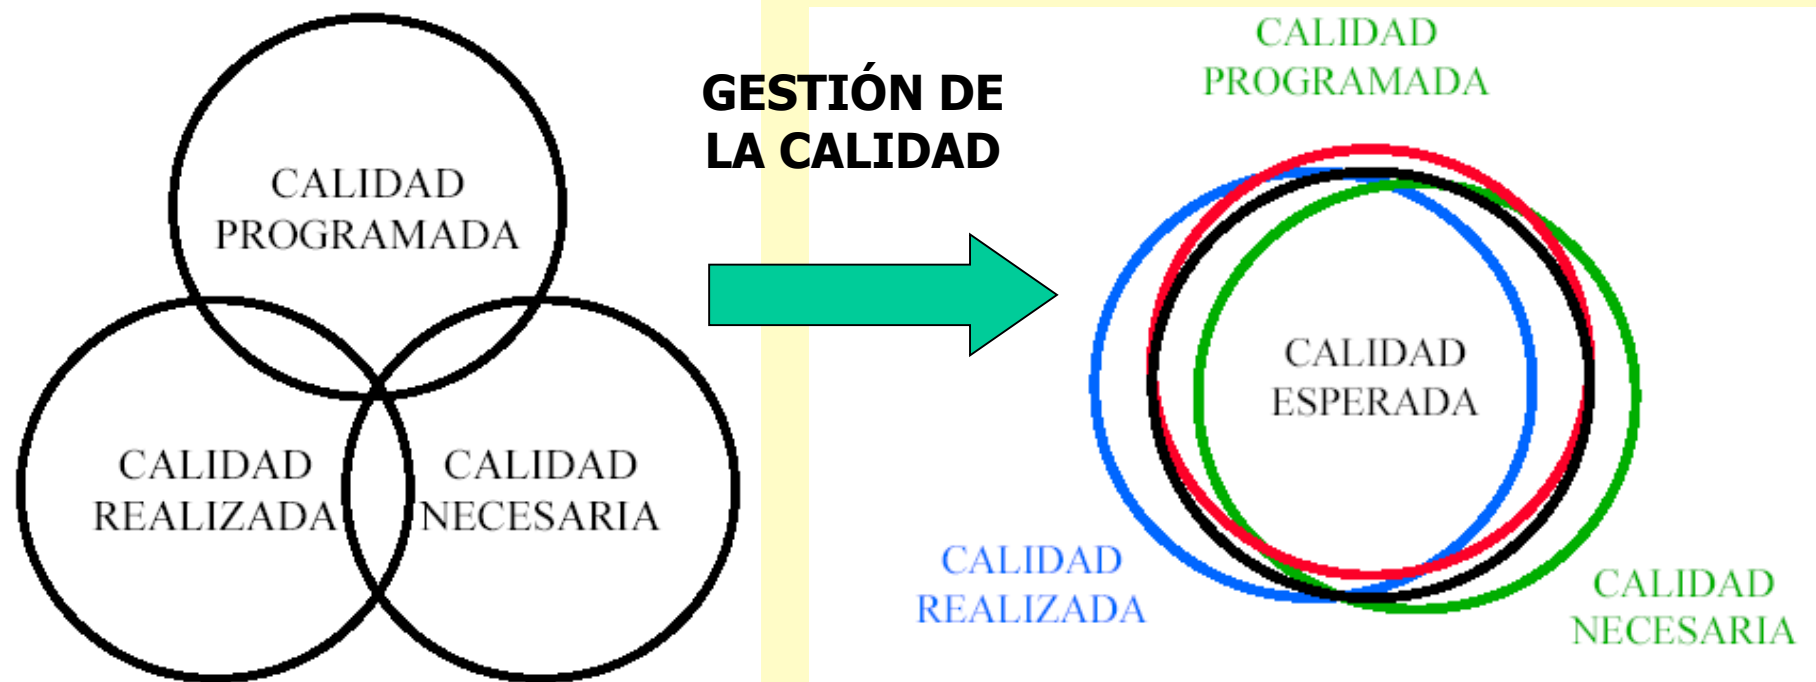 CALIDAD
PROGRAMADA
CALIDAD
REALIZADA
CALIDAD
NECESARIA
GESTIÓN DE
LA CALIDAD
CALIDAD
PROGRAMADA
CALIDAD
ESPERADA
CALIDAD
REALIZADA
CALIDAD
NECESARIA